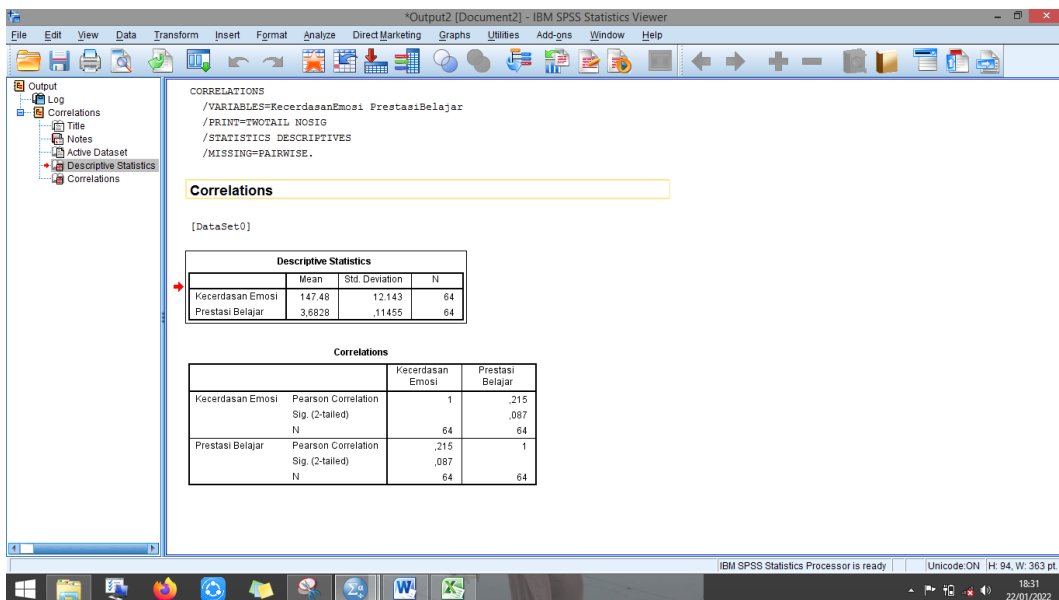 *Output2 [Document2] - IBM SPSS Statistics Viewer
File Edit View Data Transform Insert Format Analyze Direct Marketing Graphs Utilities Add-ons Window Help
Output
Log
Correlations
Title
Notes
Active Dataset
Descriptive Statistics
Correlations
CORRELATIONS
/VARIABLES=KecerdasanEmosi PrestasiBelajar
/PRINT=TWOTAIL NOSIG
/STATISTICS DESCRIPTIVES
/MISSING=PAIRWISE.
Correlations
[DataSet0]
Descriptive Statistics
Mean Std. Deviation N
Kecerdasan Emosi 147.48 12.143 64
Prestasi Belajar 3,6828 ,11455 64
Correlations
Kecerdasan Emosi Prestasi Belajar
Kecerdasan Emosi Pearson Correlation 1 ,215
Sig. (2-tailed) ,087
N 64 64
Prestasi Belajar Pearson Correlation ,215 1
Sig. (2-tailed) ,087
N 64 64
IBM SPSS Statistics Processor is ready Unicode:ON H: 94, W: 363 pt.
18:31
22/01/2022